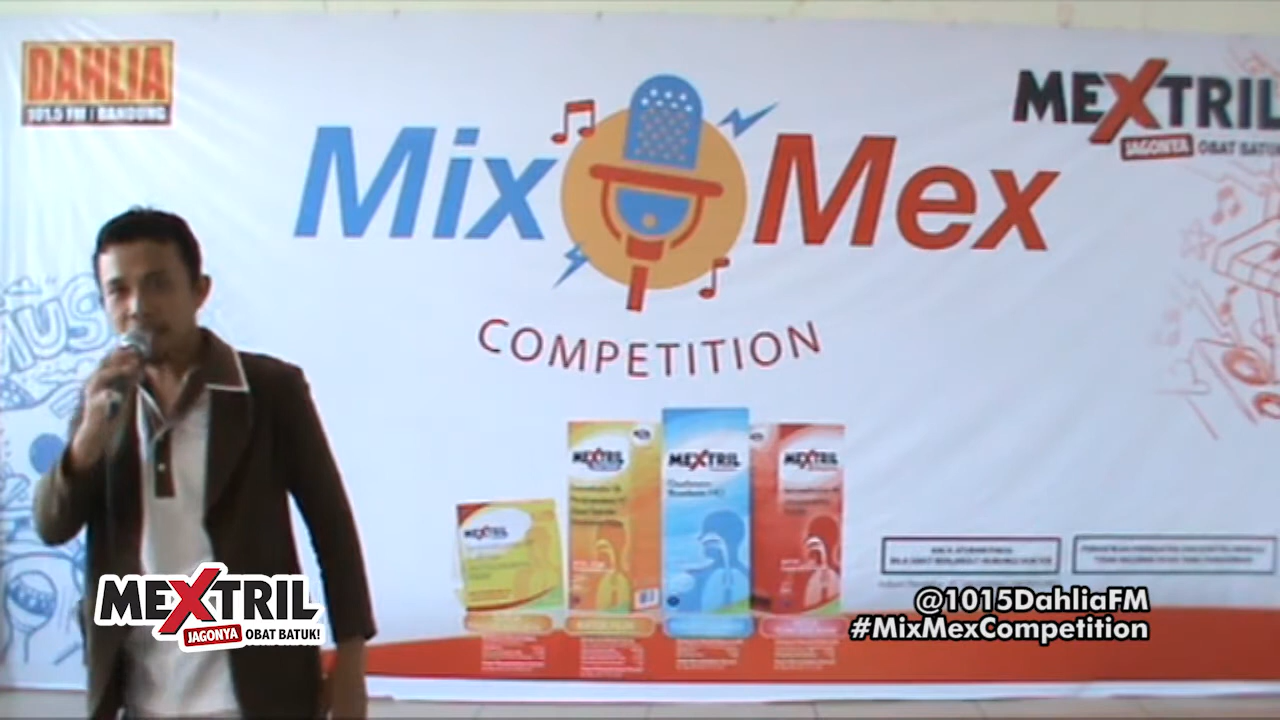 DAHLIA
101.5 FM | BANDUNG
MEXTRIL
JAGONYA OBAT BATUK
Mix Mex
COMPETITION
MUSI
MEXTRIL
MEXTRIL
MEXTRIL
MEXTRIL
MEXTRIL
JAGONYA OBAT BATUK!
@1015DahliaFM
#MixMexCompetition